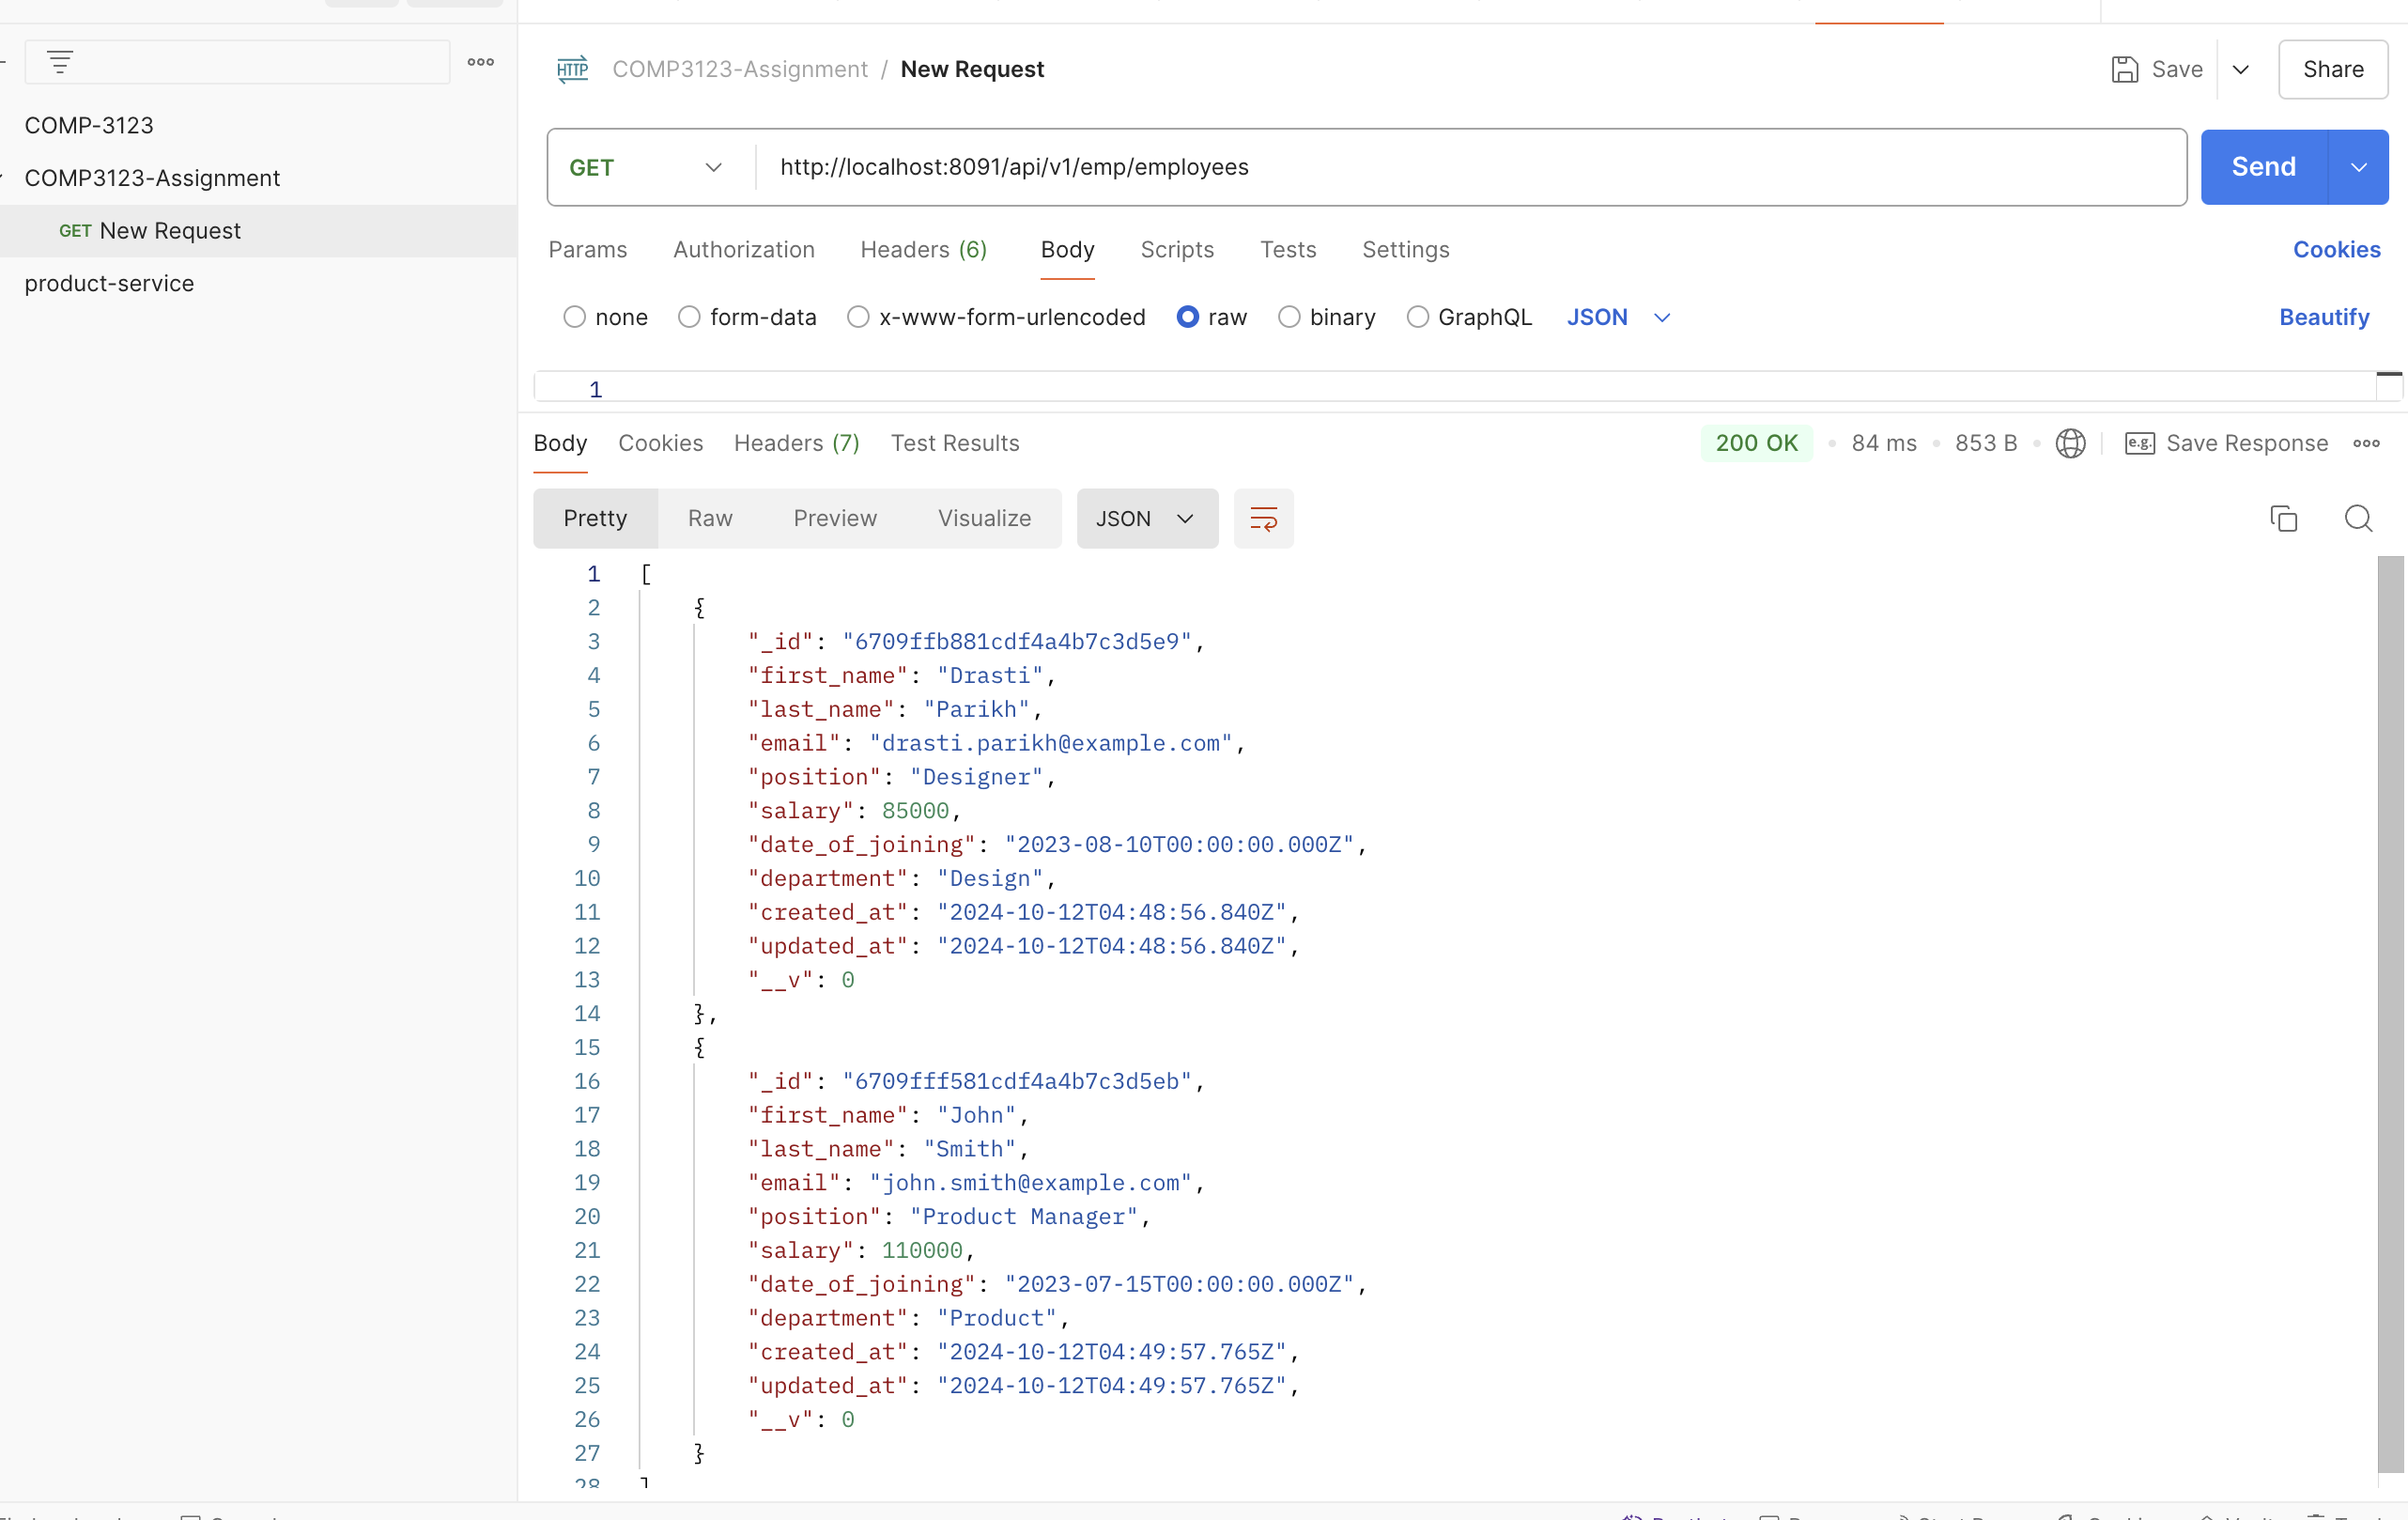 COMP3123-Assignment / New Request
Save
Share
COMP-3123
COMP3123-Assignment
GET New Request
product-service
GET http://localhost:8091/api/v1/emp/employees
Send
Params Authorization Headers (6) Body Scripts Tests Settings Cookies
none form-data x-www-form-urlencoded raw binary GraphQL JSON Beautify
1
Body Cookies Headers (7) Test Results 200 OK 84 ms 853 B e.g. Save Response
Pretty Raw Preview Visualize JSON
1 [
2 {
3 "_id": "6709ffb881cdf4a4b7c3d5e9",
4 "first_name": "Drasti",
5 "last_name": "Parikh",
6 "email": "drasti.parikh@example.com",
7 "position": "Designer",
8 "salary": 85000,
9 "date_of_joining": "2023-08-10T00:00:00.000Z",
10 "department": "Design",
11 "created_at": "2024-10-12T04:48:56.840Z",
12 "updated_at": "2024-10-12T04:48:56.840Z",
13 "__v": 0
14 },
15 {
16 "_id": "6709fff581cdf4a4b7c3d5eb",
17 "first_name": "John",
18 "last_name": "Smith",
19 "email": "john.smith@example.com",
20 "position": "Product Manager",
21 "salary": 110000,
22 "date_of_joining": "2023-07-15T00:00:00.000Z",
23 "department": "Product",
24 "created_at": "2024-10-12T04:49:57.765Z",
25 "updated_at": "2024-10-12T04:49:57.765Z",
26 "__v": 0
27 }
28 ]